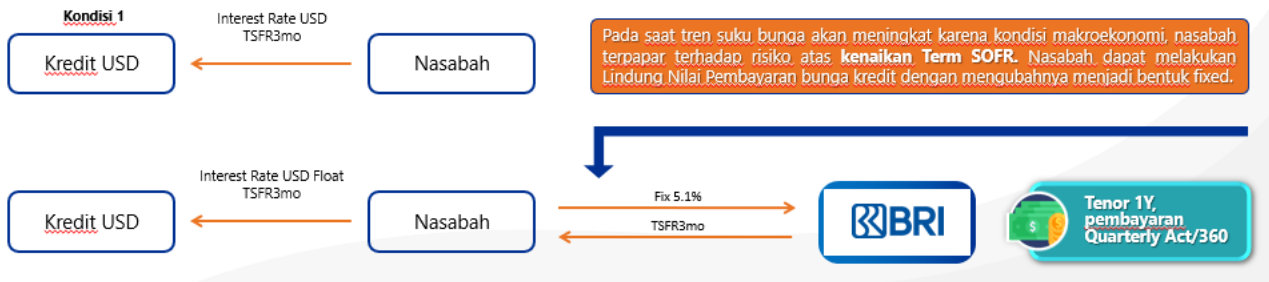 Kondisi 1
Interest Rate USD
TSFR3mo
Kredit USD
Nasabah
Pada saat tren suku bunga akan meningkat karena kondisi makroekonomi, nasabah
terpapar terhadap risiko atas kenaikan Term SOFR. Nasabah dapat melakukan
Lindung Nilai Pembayaran bunga kredit dengan mengubahnya menjadi bentuk fixed.
Interest Rate USD Float
TSFR3mo
Kredit USD
Nasabah
Fix 5.1%
TSFR3mo
BRI
Tenor 1Y,
pembayaran
Quarterly Act/360